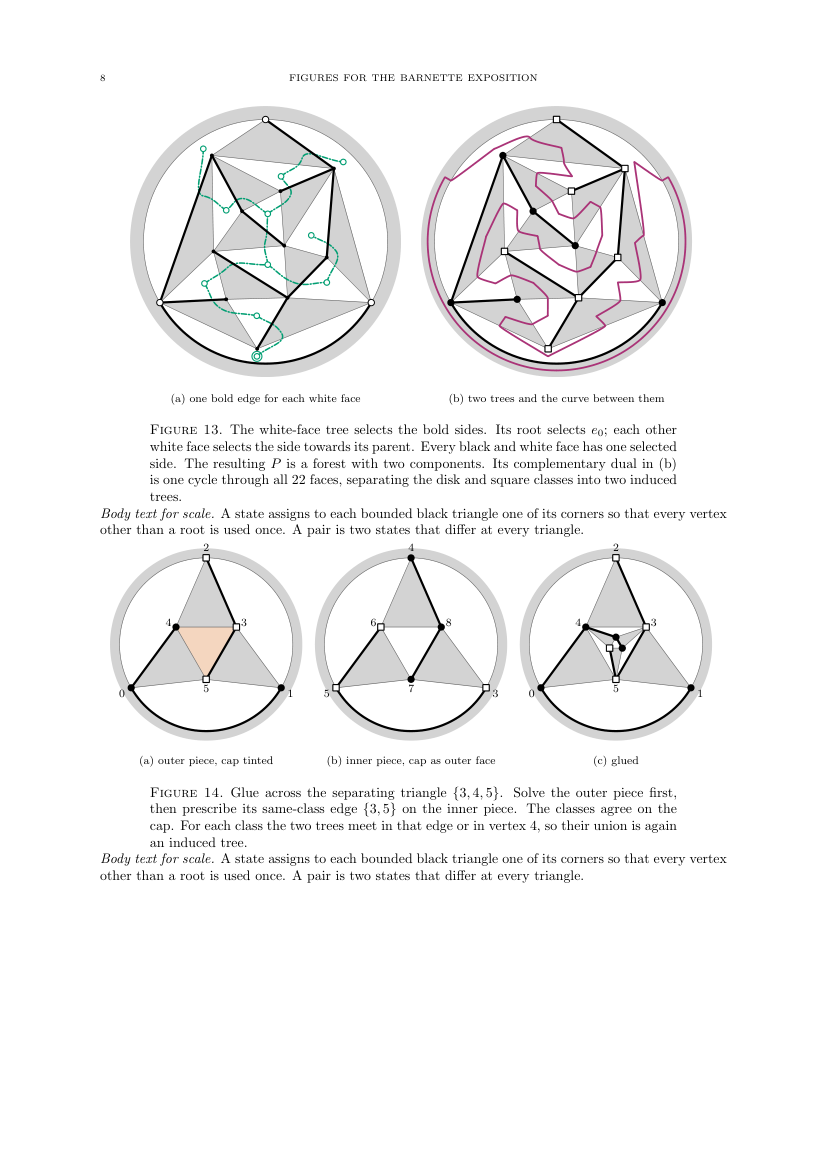 8
FIGURES FOR THE BARNETTE EXPOSITION
(a) one bold edge for each white face
(b) two trees and the curve between them
FIGURE 13. The white-face tree selects the bold sides. Its root selects e₀; each other
white face selects the side towards its parent. Every black and white face has one selected
side. The resulting P is a forest with two components. Its complementary dual in (b)
is one cycle through all 22 faces, separating the disk and square classes into two induced
trees.
Body text for scale. A state assigns to each bounded black triangle one of its corners so that every vertex
other than a root is used once. A pair is two states that differ at every triangle.
2
4
3
0
5
1
4
6
8
5
7
3
2
4
3
0
5
1
(a) outer piece, cap tinted
(b) inner piece, cap as outer face
(c) glued
FIGURE 14. Glue across the separating triangle {3, 4, 5}. Solve the outer piece first,
then prescribe its same-class edge {3, 5} on the inner piece. The classes agree on the
cap. For each class the two trees meet in that edge or in vertex 4, so their union is again
an induced tree.
Body text for scale. A state assigns to each bounded black triangle one of its corners so that every vertex
other than a root is used once. A pair is two states that differ at every triangle.